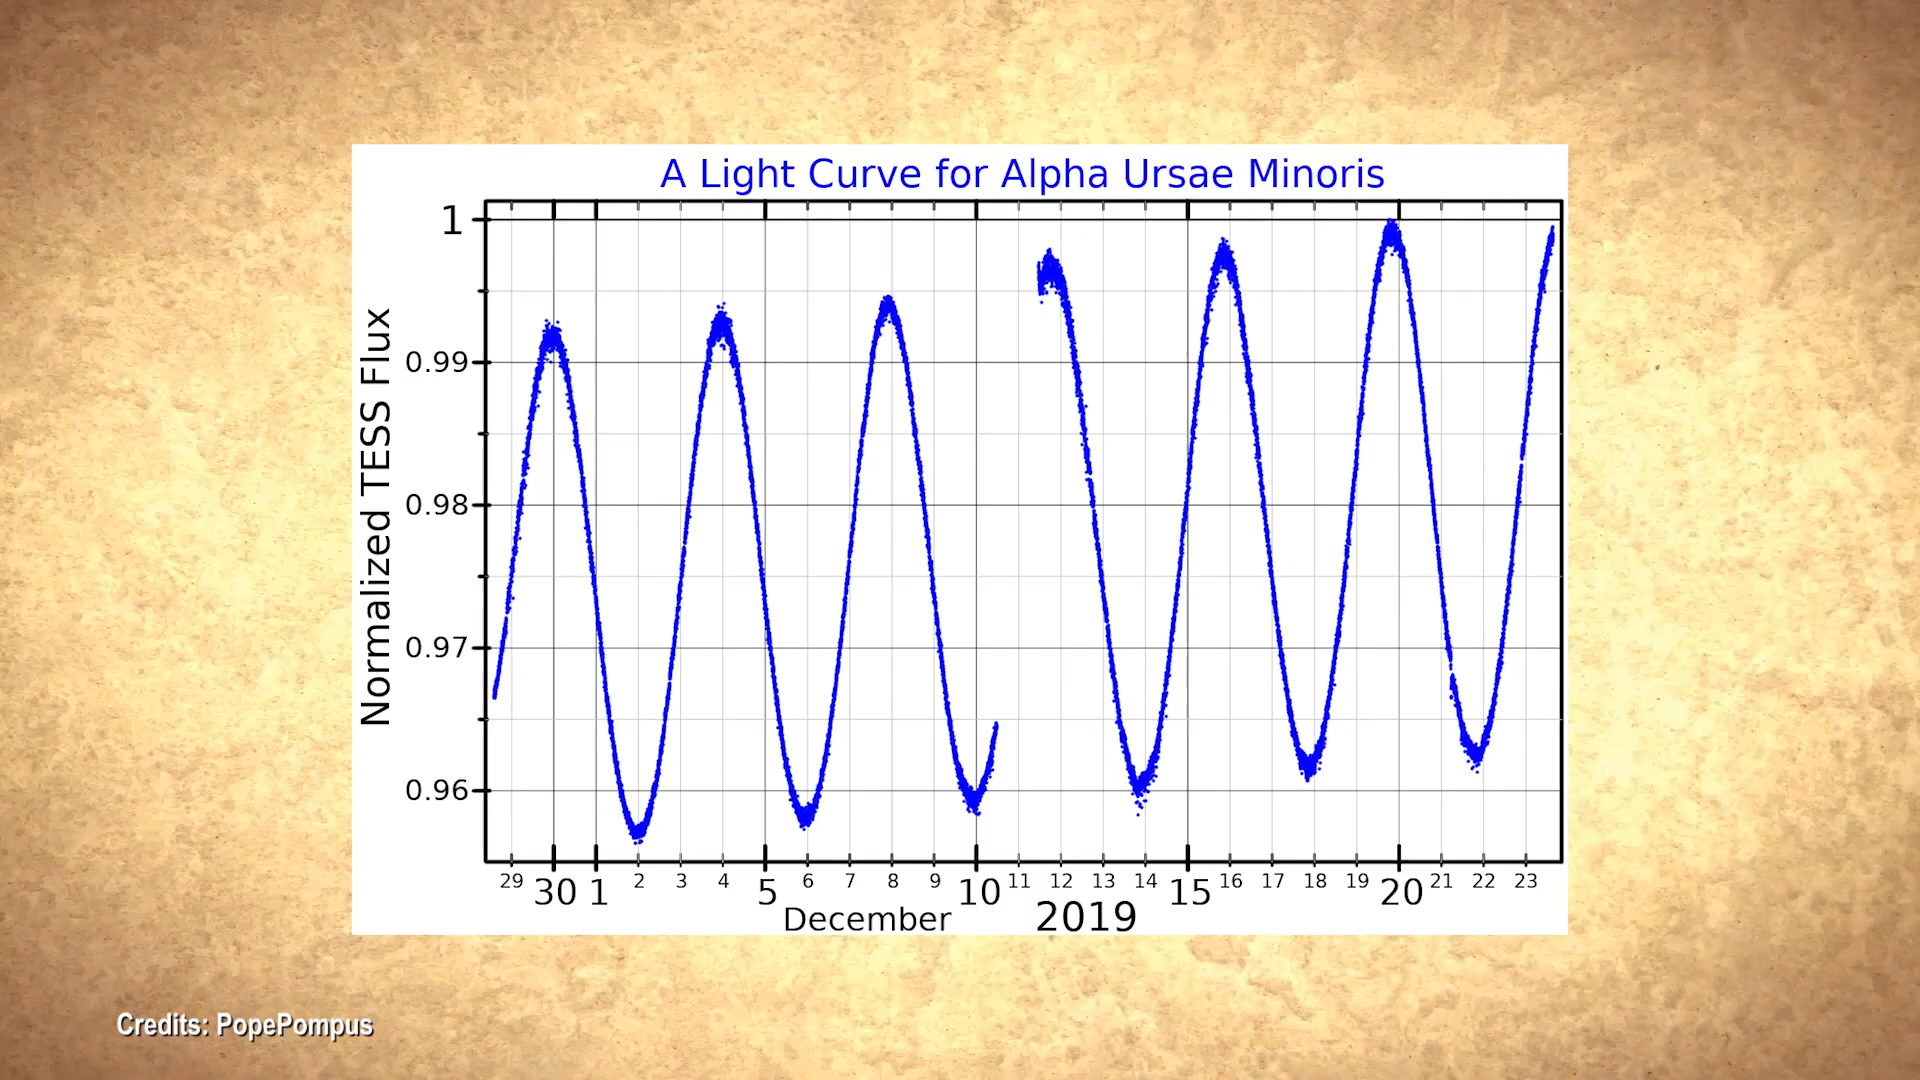 A Light Curve for Alpha Ursae Minoris
Normalized TESS Flux
1
0.99
0.98
0.97
0.96
29 30 1 2 3 4 5 6 7 8 9 10 11 12 13 14 15 16 17 18 19 20 21 22 23
December 2019
Credits: PopePompus